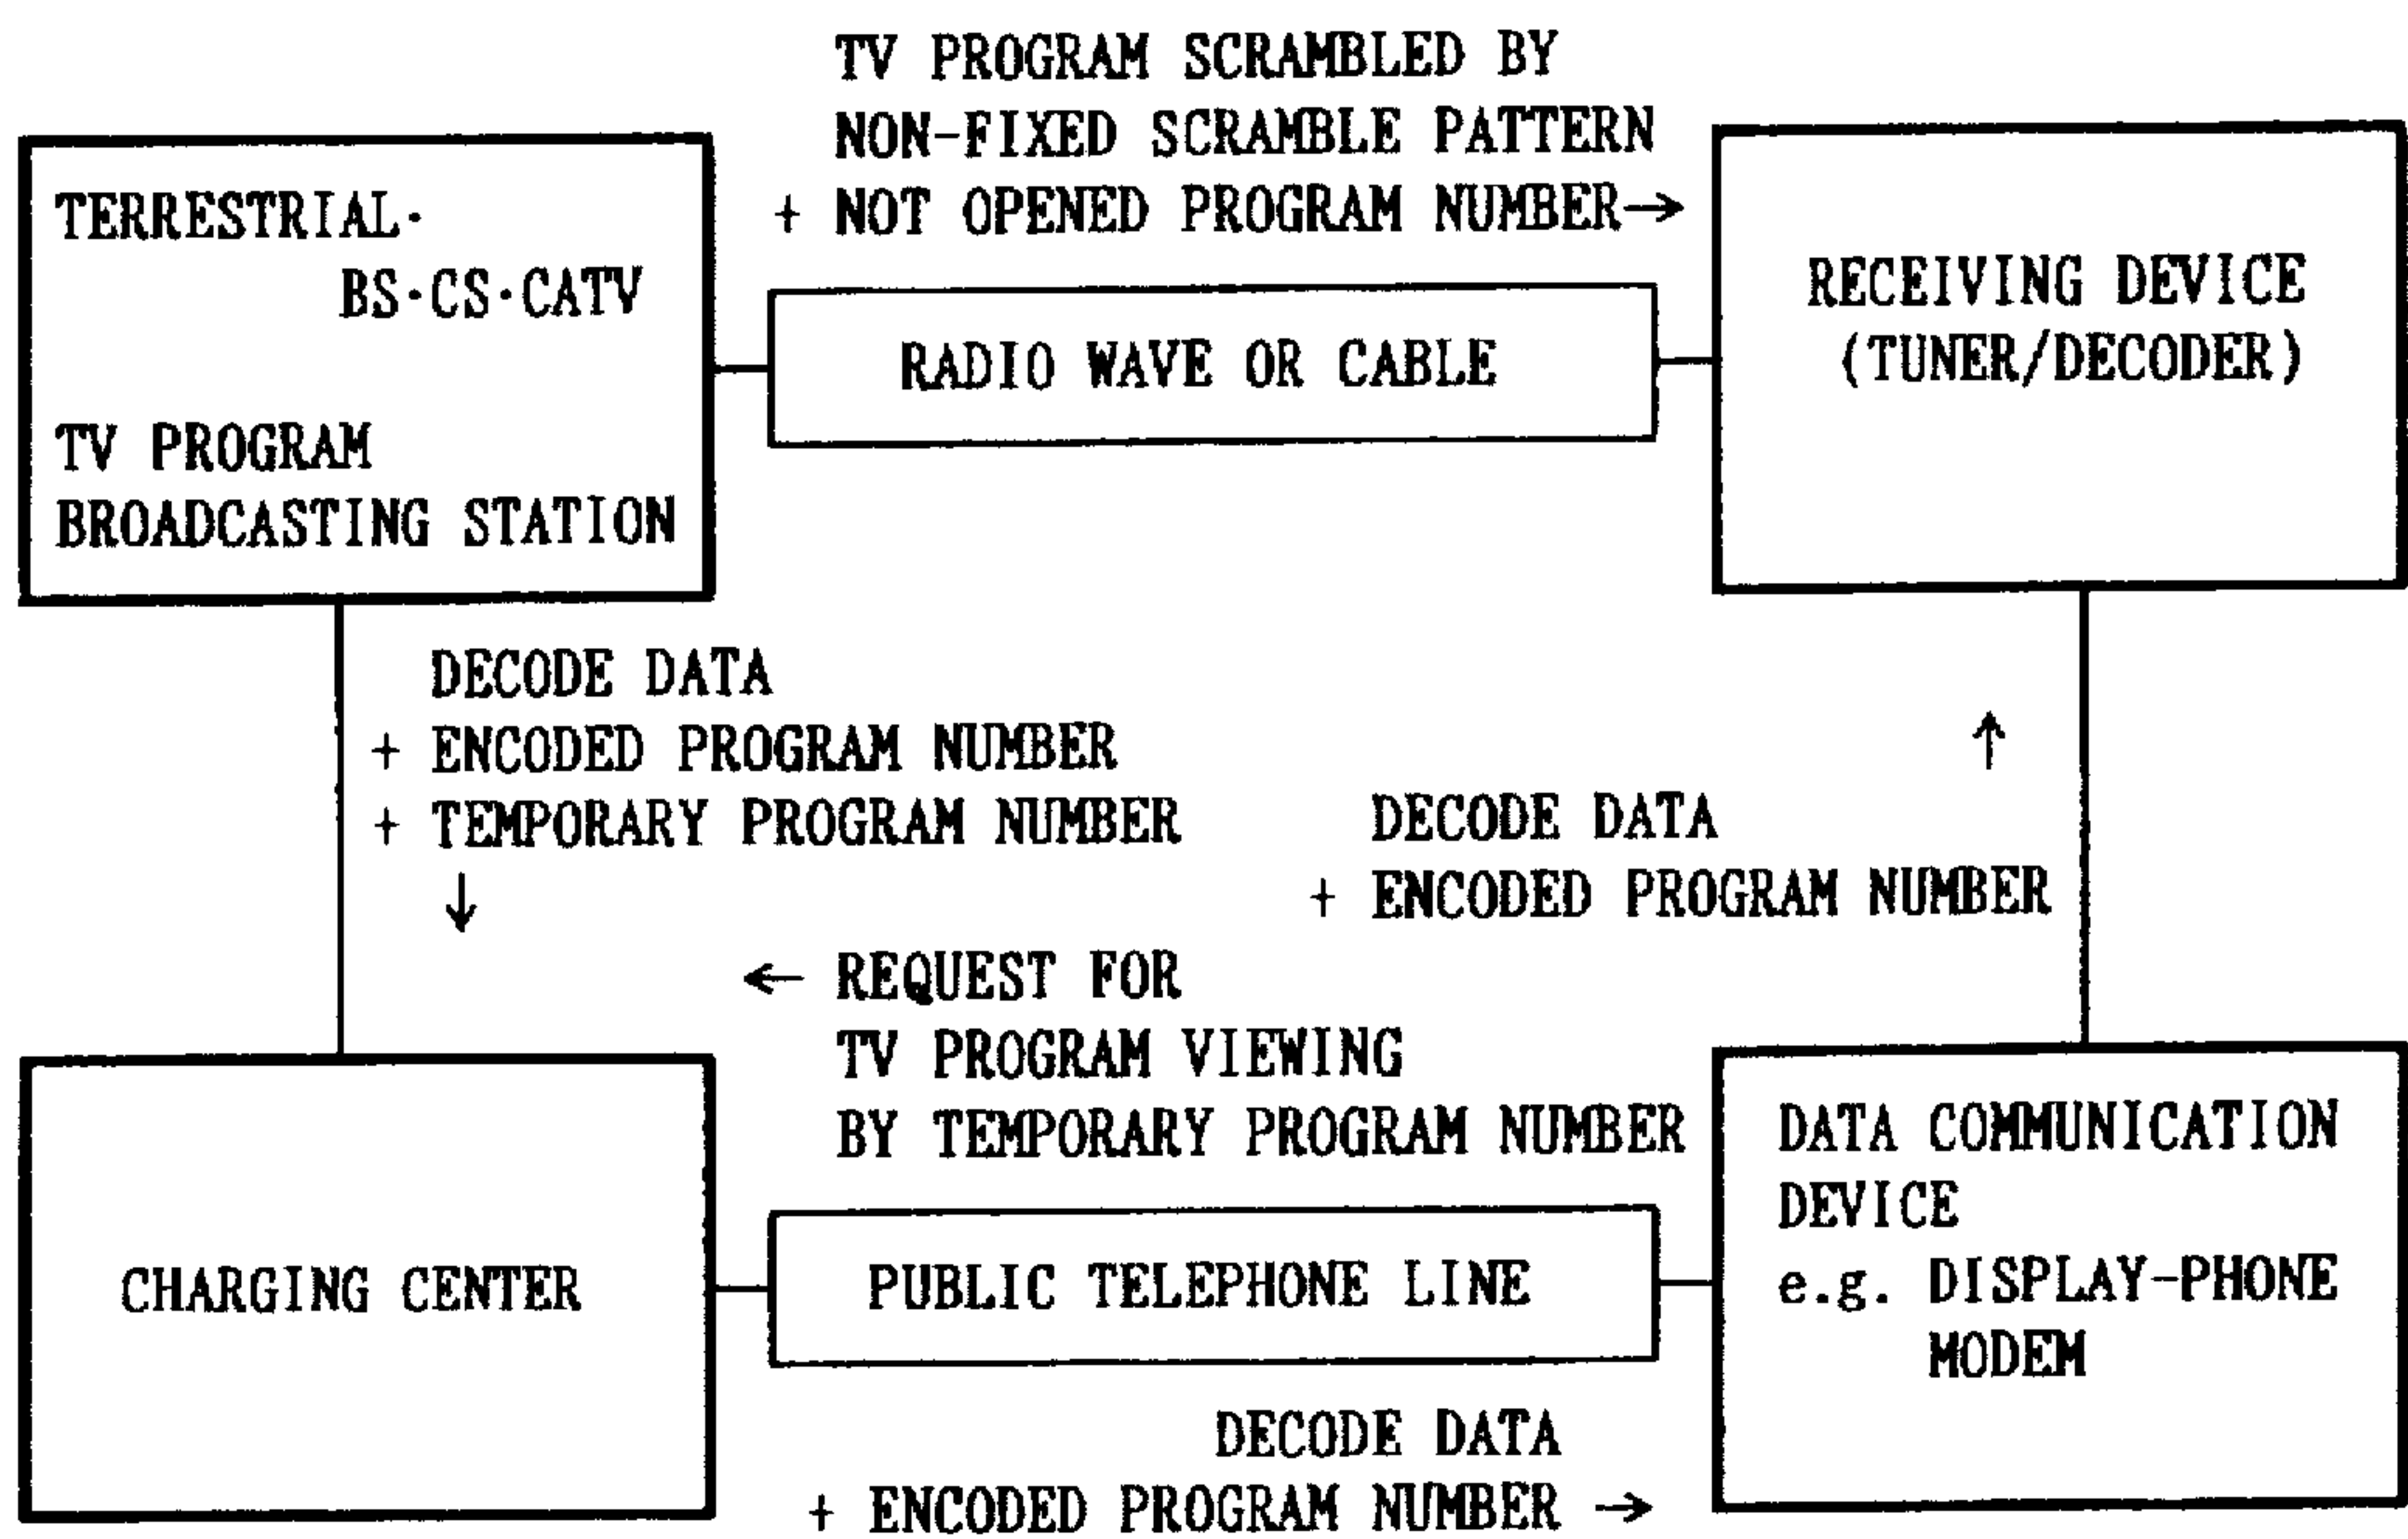 TV PROGRAM SCRAMBLED BY
NON-FIXED SCRAMBLE PATTERN
+ NOT OPENED PROGRAM NUMBER→
TERRESTRIAL·
BS·CS·CATV
TV PROGRAM
BROADCASTING STATION
RADIO WAVE OR CABLE
RECEIVING DEVICE
(TUNER/DECODER)
DECODE DATA
+ ENCODED PROGRAM NUMBER
+ TEMPORARY PROGRAM NUMBER
↓
↑
DECODE DATA
+ ENCODED PROGRAM NUMBER
← REQUEST FOR
TV PROGRAM VIEWING
BY TEMPORARY PROGRAM NUMBER
CHARGING CENTER
PUBLIC TELEPHONE LINE
DATA COMMUNICATION
DEVICE
e.g. DISPLAY-PHONE
MODEM
DECODE DATA
+ ENCODED PROGRAM NUMBER →